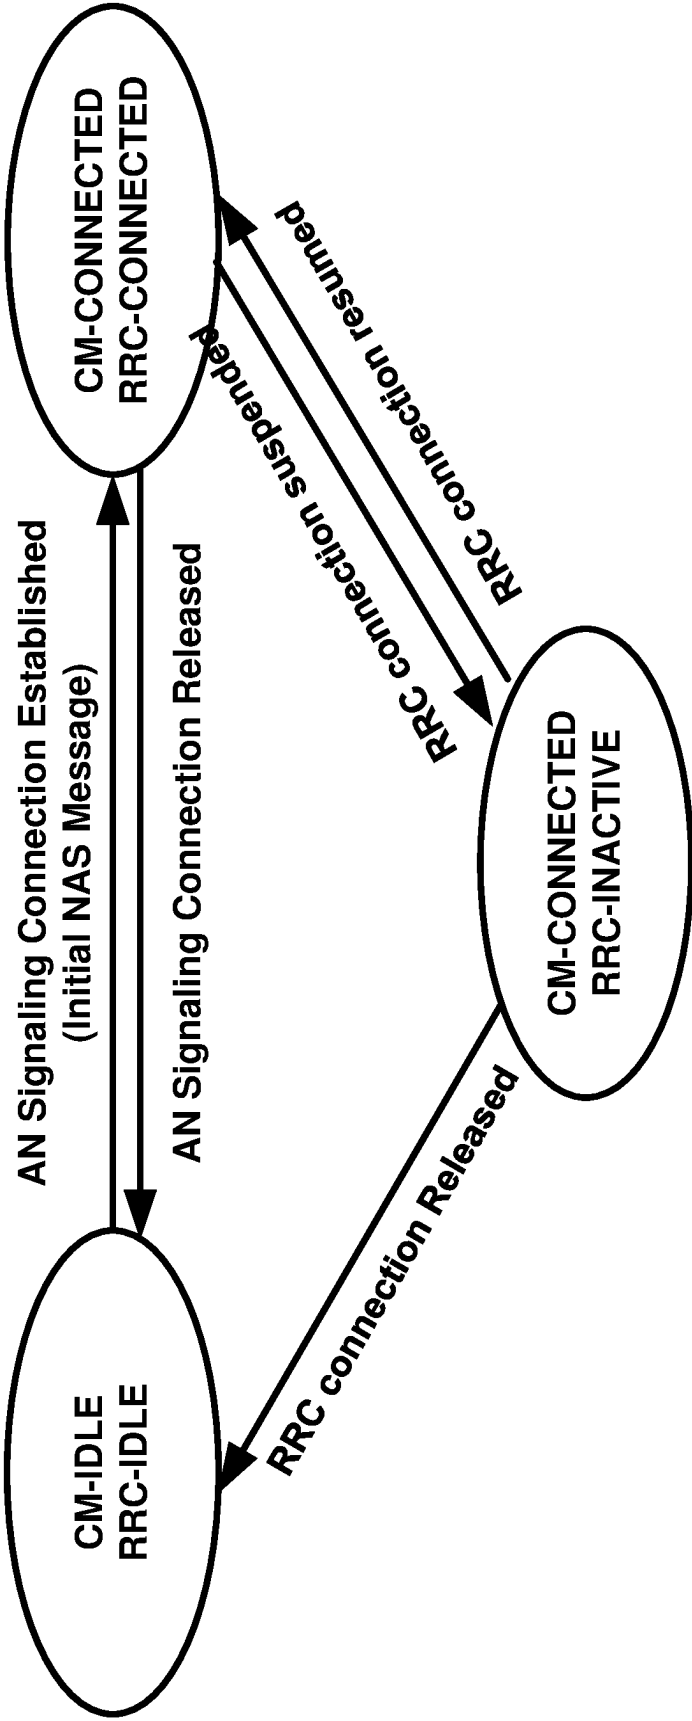 CM-IDLE
RRC-IDLE
AN Signaling Connection Established
(Initial NAS Message)
AN Signaling Connection Released
CM-CONNECTED
RRC-CONNECTED
RRC connection Released
RRC connection suspended
RRC connection resumed
CM-CONNECTED
RRC-INACTIVE